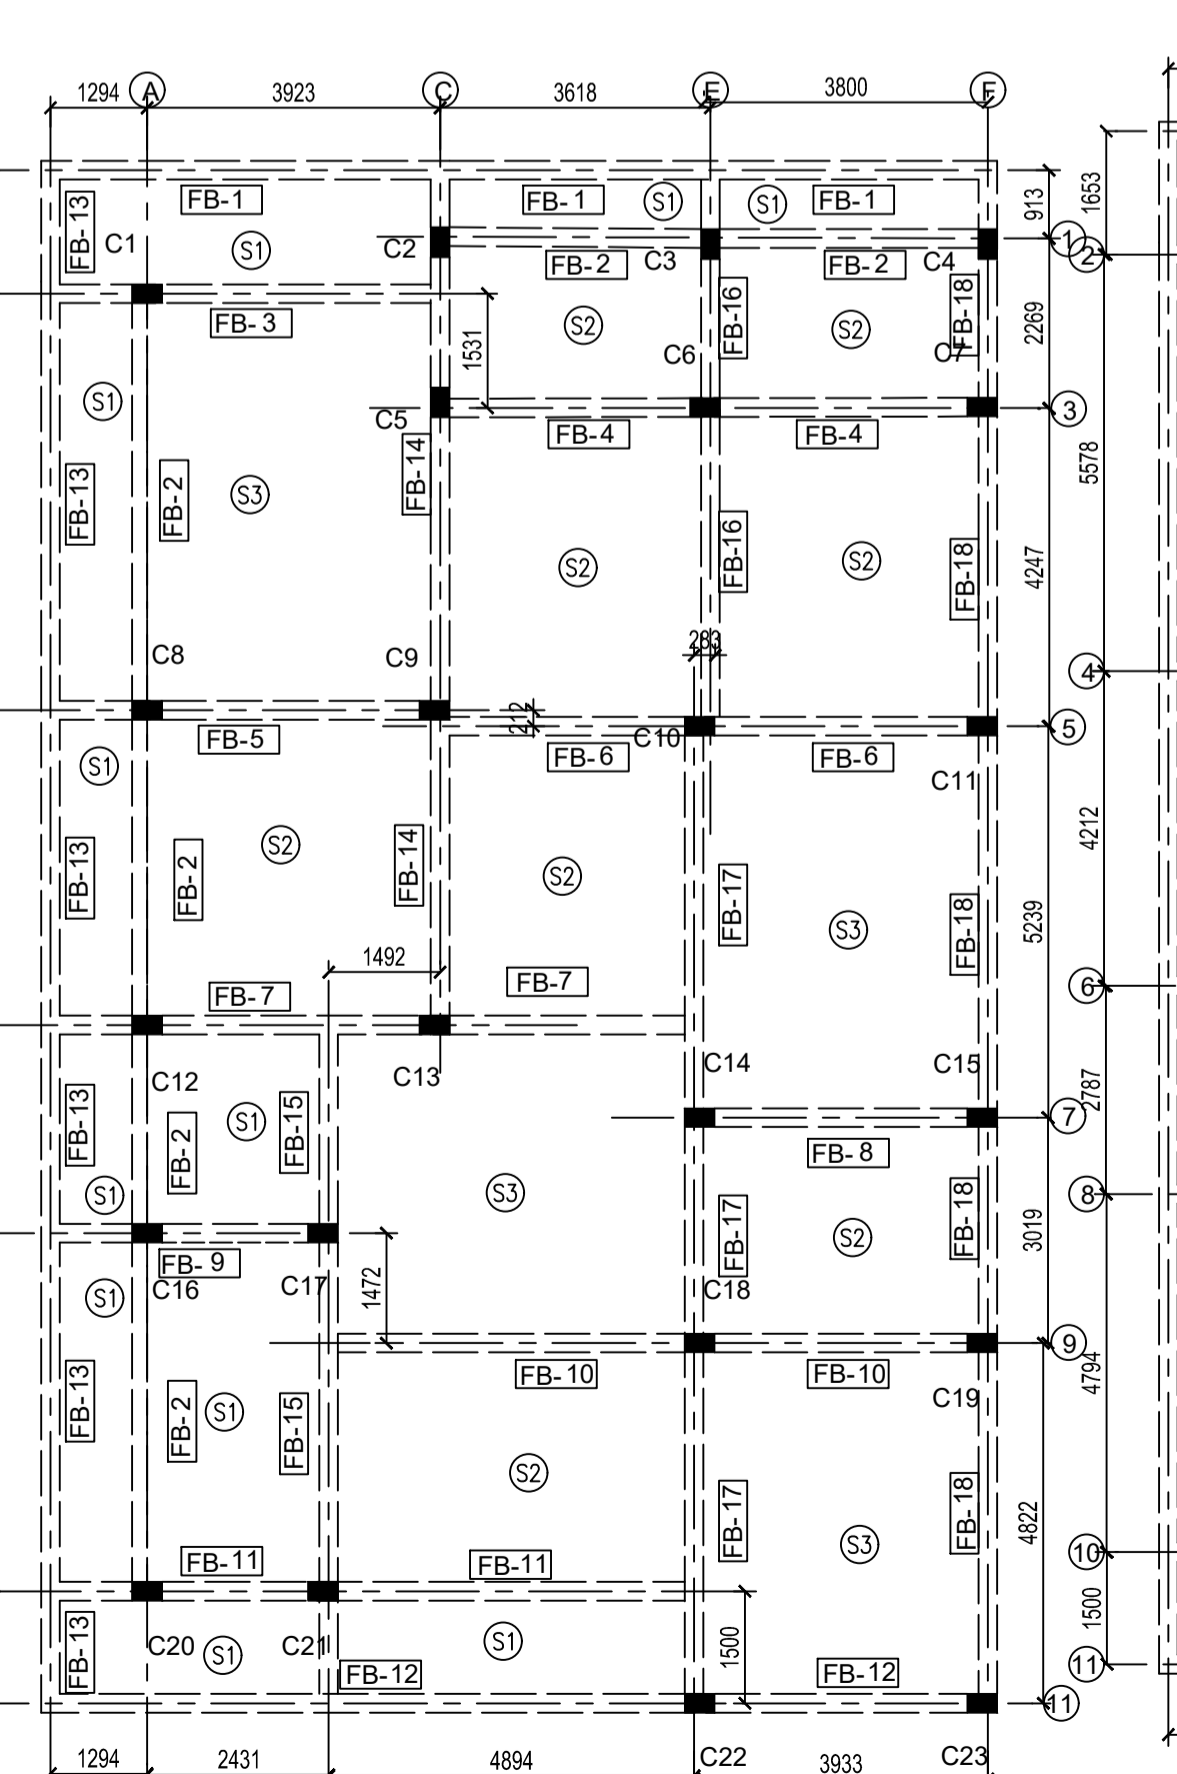 1294 A 3923 C 3618 E 3800 F
913 1653
FB-13 FB-1 FB-1 S1 S1 FB-1
C1 S1 C2 C3 C4 1
2
FB-2 FB-2
FB-3 1531 S2 FB-16 S2 FB-18 2269
C6 C7
S1 C5 3
FB-4 FB-4
FB-13 FB-2 S3 FB-14 5578
S2 FB-16 S2 FB-18 4247
C8 C9 283
4
212
FB-5 C10 5
S1 FB-6 FB-6
C11
FB-13 FB-2 S2 FB-14 S2 4212
FB-17 S3 FB-18 5239
1492
FB-7 FB-7 6
C12 C13 C14 C15
FB-13 FB-2 S1 FB-15 2787 7
FB-8
S1 S3 8
FB-17 S2 FB-18 3019
FB-9
S1 C16 C17 1472 C18
9
FB-10 FB-10
FB-13 FB-2 S1 FB-15 C19 4794
S2
FB-17 S3 FB-18 4822
FB-11 FB-11 10
1500
FB-13 C20 S1 C21 S1 1500
FB-12 FB-12 11
11
1294 2431 4894 C22 3933 C23